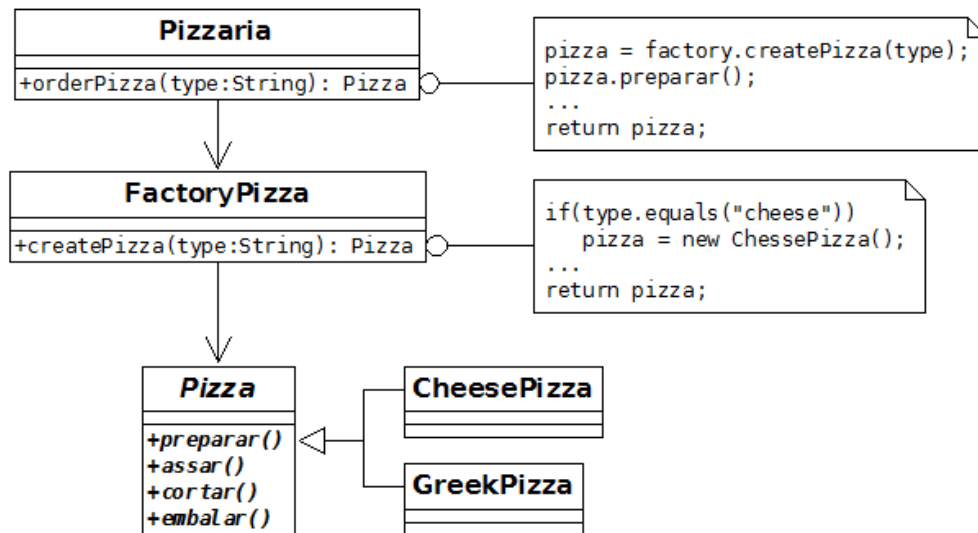 Pizzaria
+orderPizza(type:String): Pizza
pizza = factory.createPizza(type);
pizza.preparar();
...
return pizza;
FactoryPizza
+createPizza(type:String): Pizza
if(type.equals("cheese"))
pizza = new ChessePizza();
...
return pizza;
Pizza
+preparar()
+assar()
+cortar()
+embalar()
CheesePizza
GreekPizza